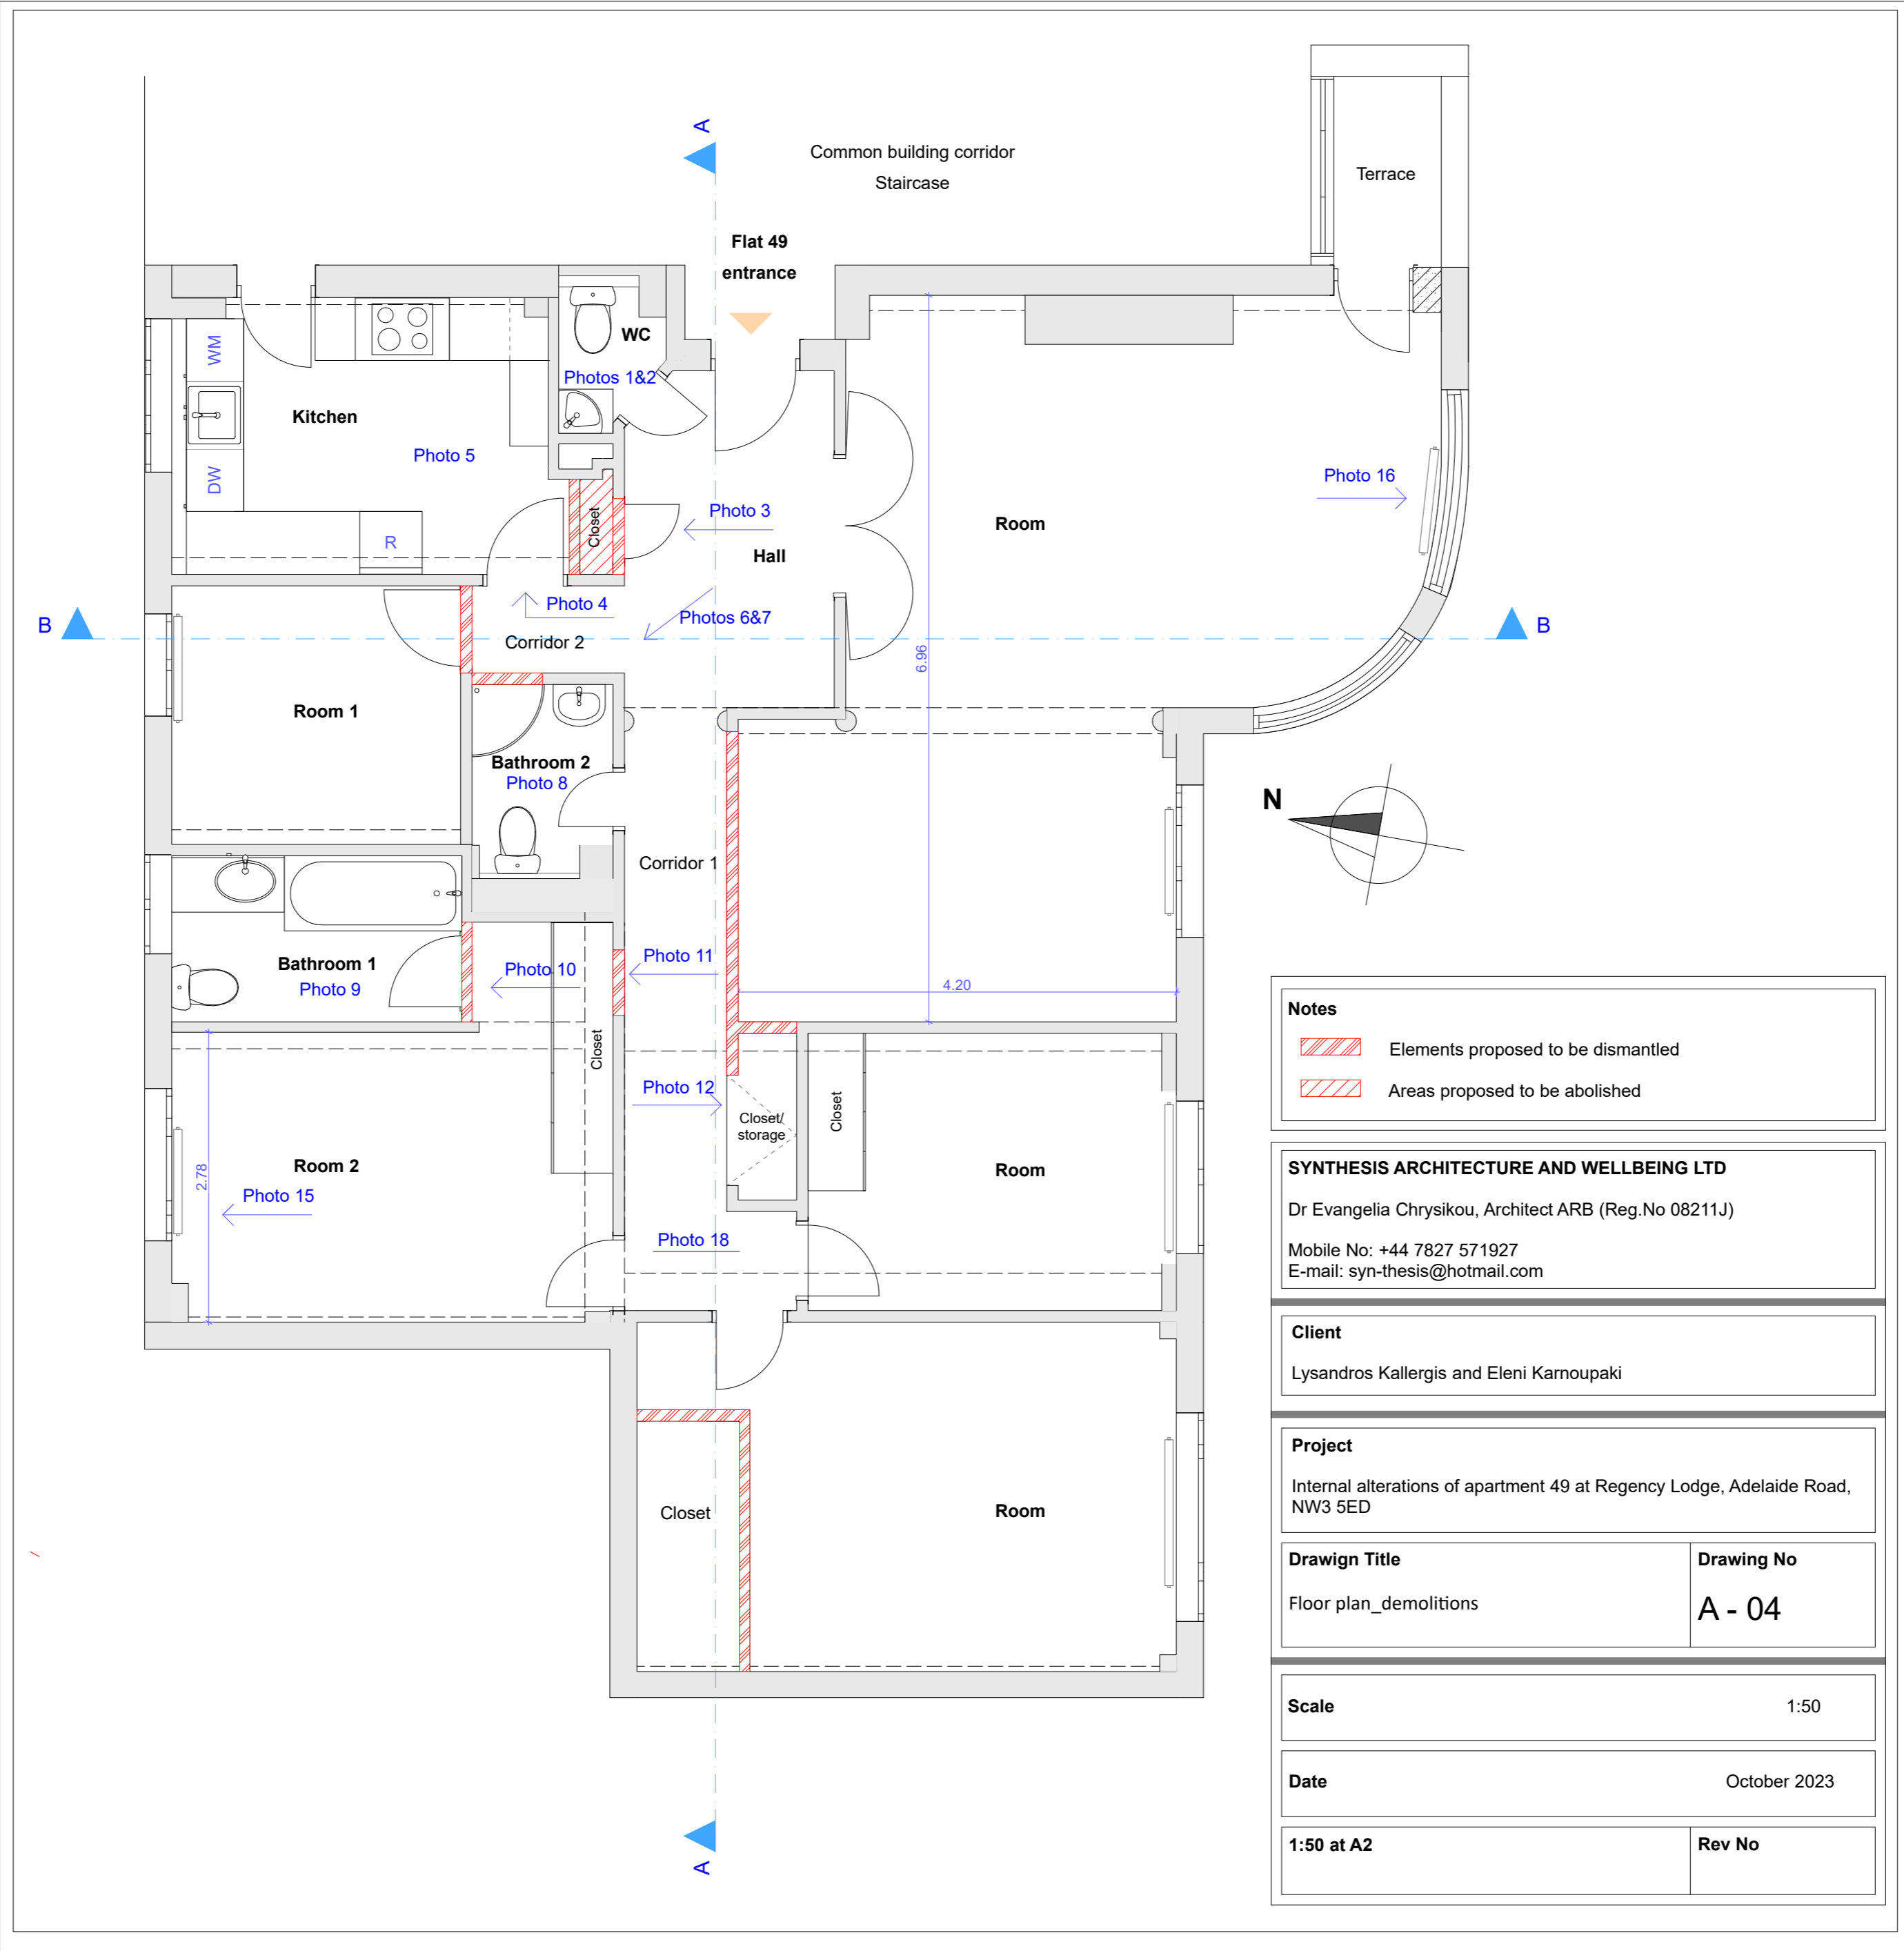 A
Common building corridor
Staircase
Terrace
Flat 49
entrance
WC
WM
Photos 1&2
Kitchen
Photo 5
DW
R
Closet
Photo 3
Hall
Room
Photo 16
Photo 4
Photos 6&7
Corridor 2
B
B
6.96
Room 1
Bathroom 2
Photo 8
N
Corridor 1
Bathroom 1
Photo 9
Photo 10
Photo 11
4.20
Closet
Photo 12
Closet/
storage
Closet
Room 2
2.78
Photo 15
Room
Photo 18
Closet
Room
A
Notes
Elements proposed to be dismantled
Areas proposed to be abolished
SYNTHESIS ARCHITECTURE AND WELLBEING LTD
Dr Evangelia Chrysikou, Architect ARB (Reg.No 08211J)
Mobile No: +44 7827 571927
E-mail: syn-thesis@hotmail.com
Client
Lysandros Kallergis and Eleni Karnoupaki
Project
Internal alterations of apartment 49 at Regency Lodge, Adelaide Road,
NW3 5ED
Drawign Title
Floor plan_demolitions
Drawing No
A - 04
Scale 1:50
Date October 2023
1:50 at A2
Rev No